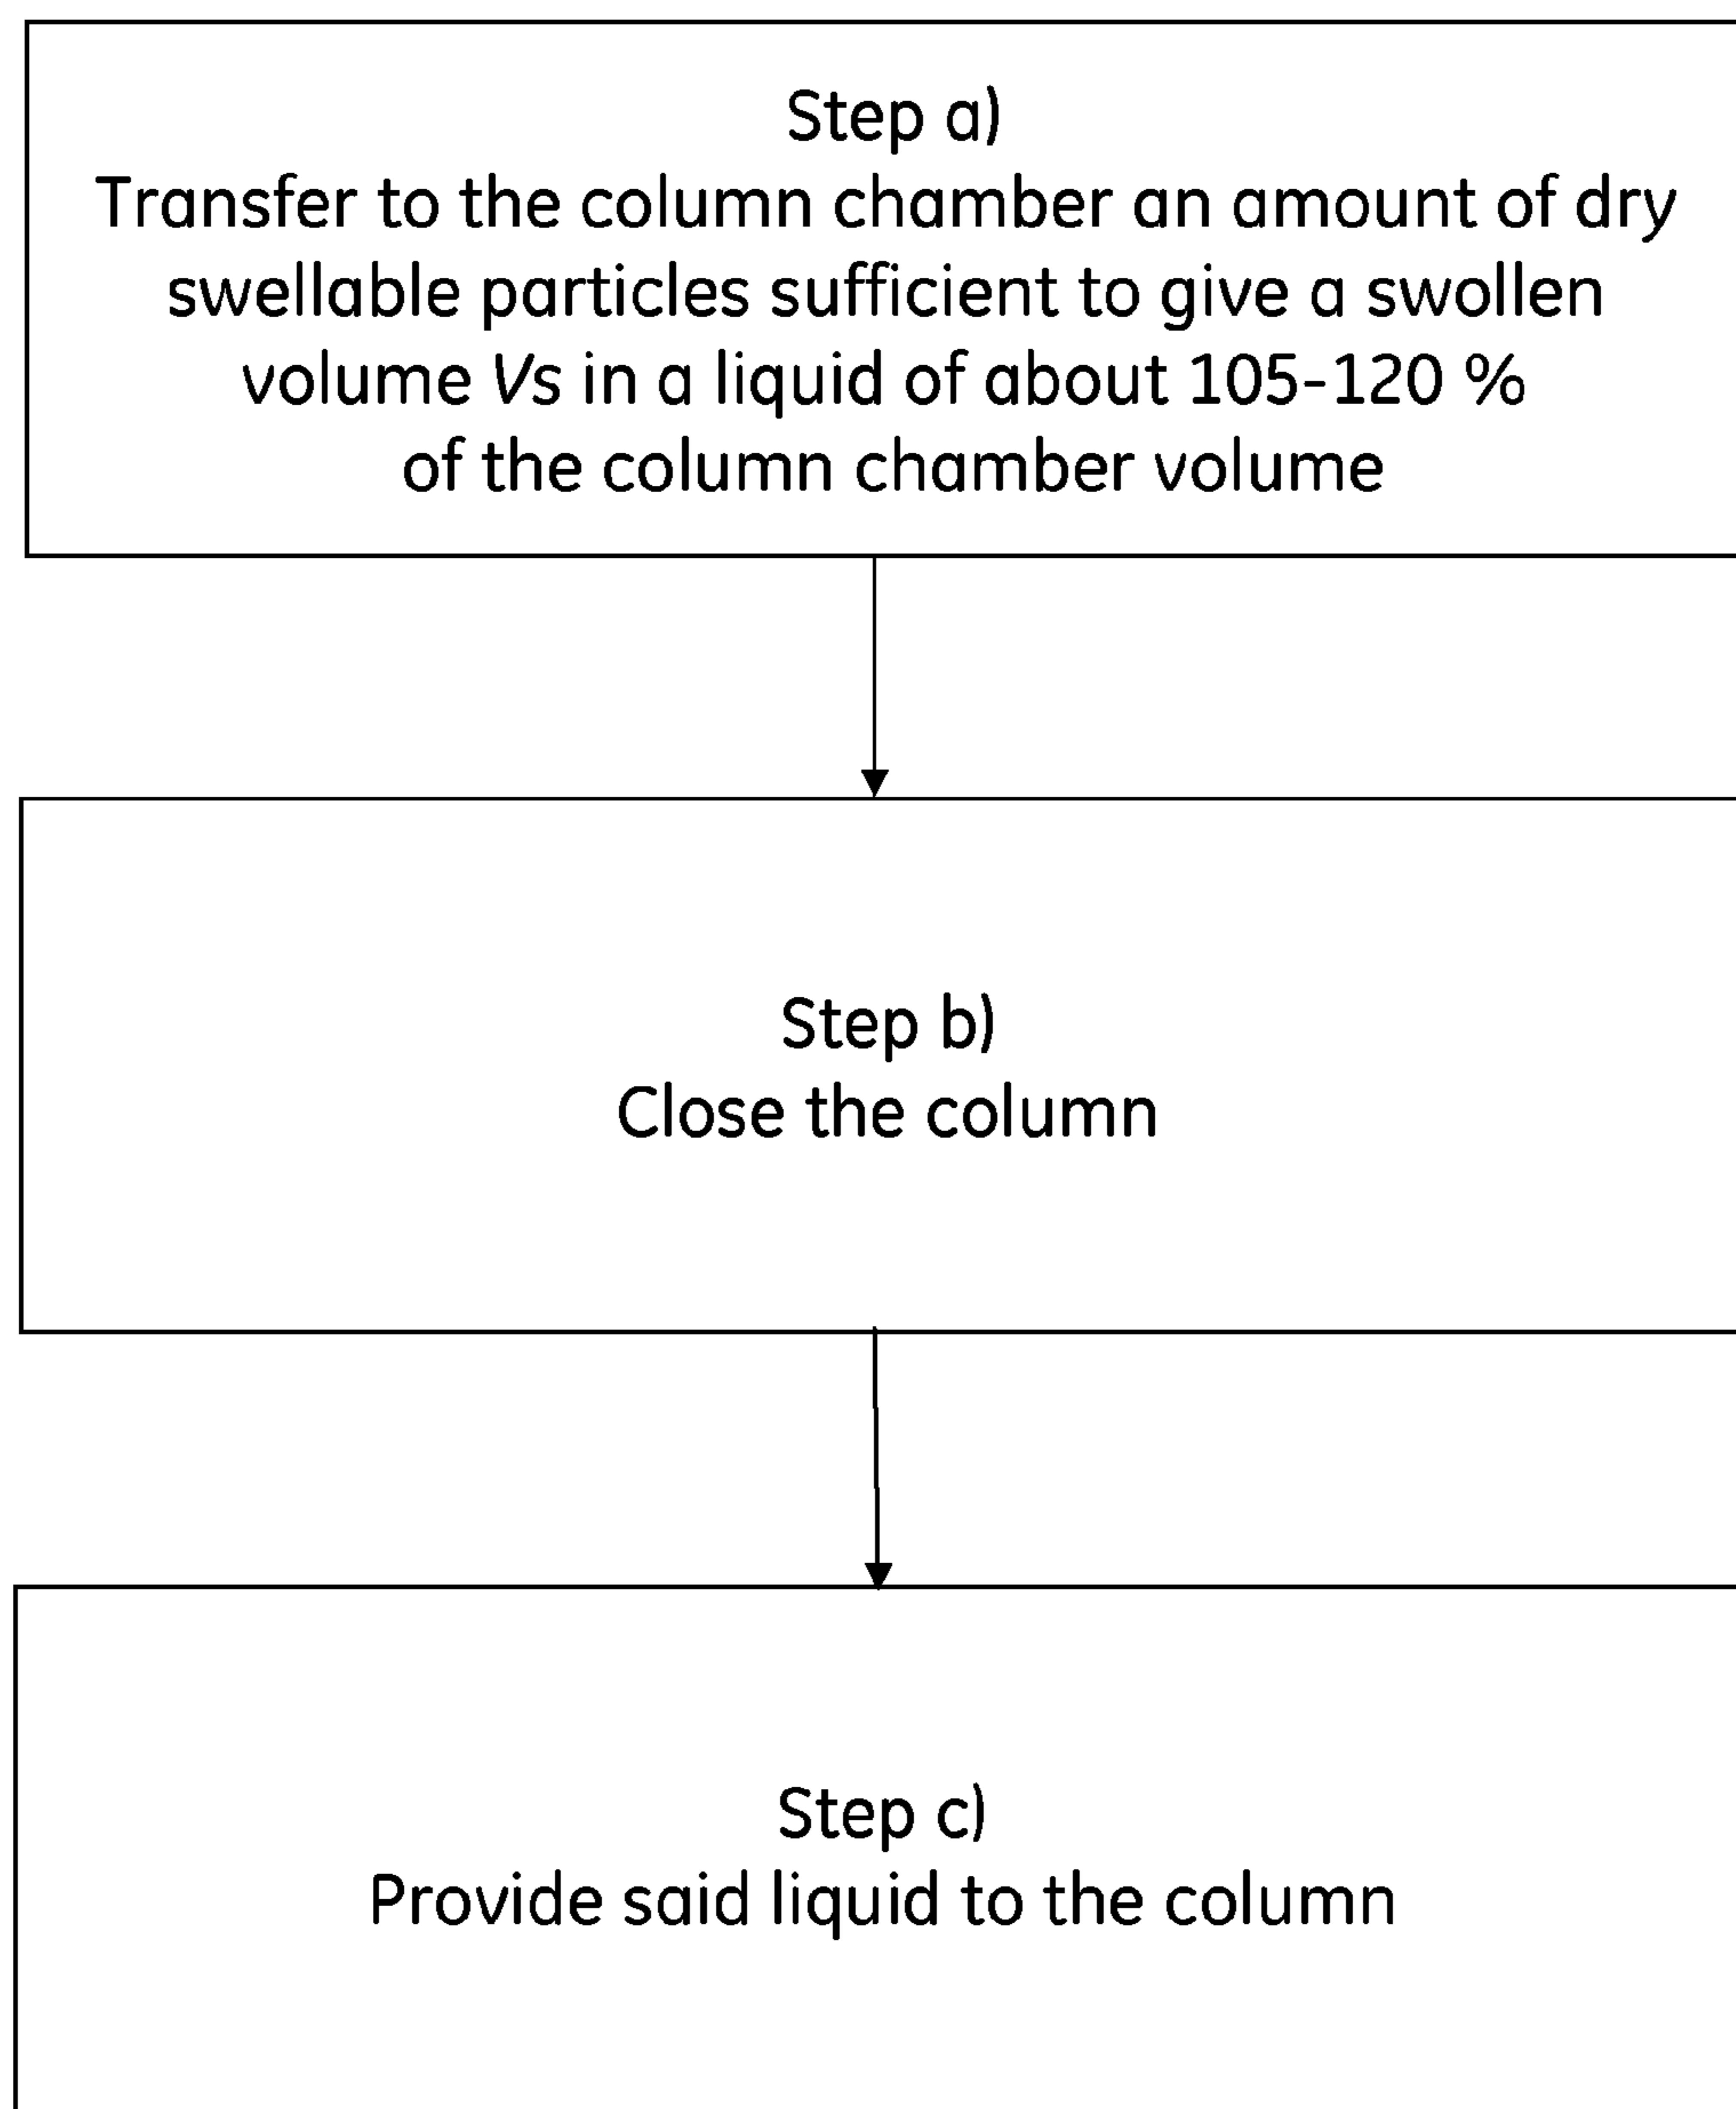 Step a)
Transfer to the column chamber an amount of dry
swellable particles sufficient to give a swollen
volume Vs in a liquid of about 105-120 %
of the column chamber volume
Step b)
Close the column
Step c)
Provide said liquid to the column